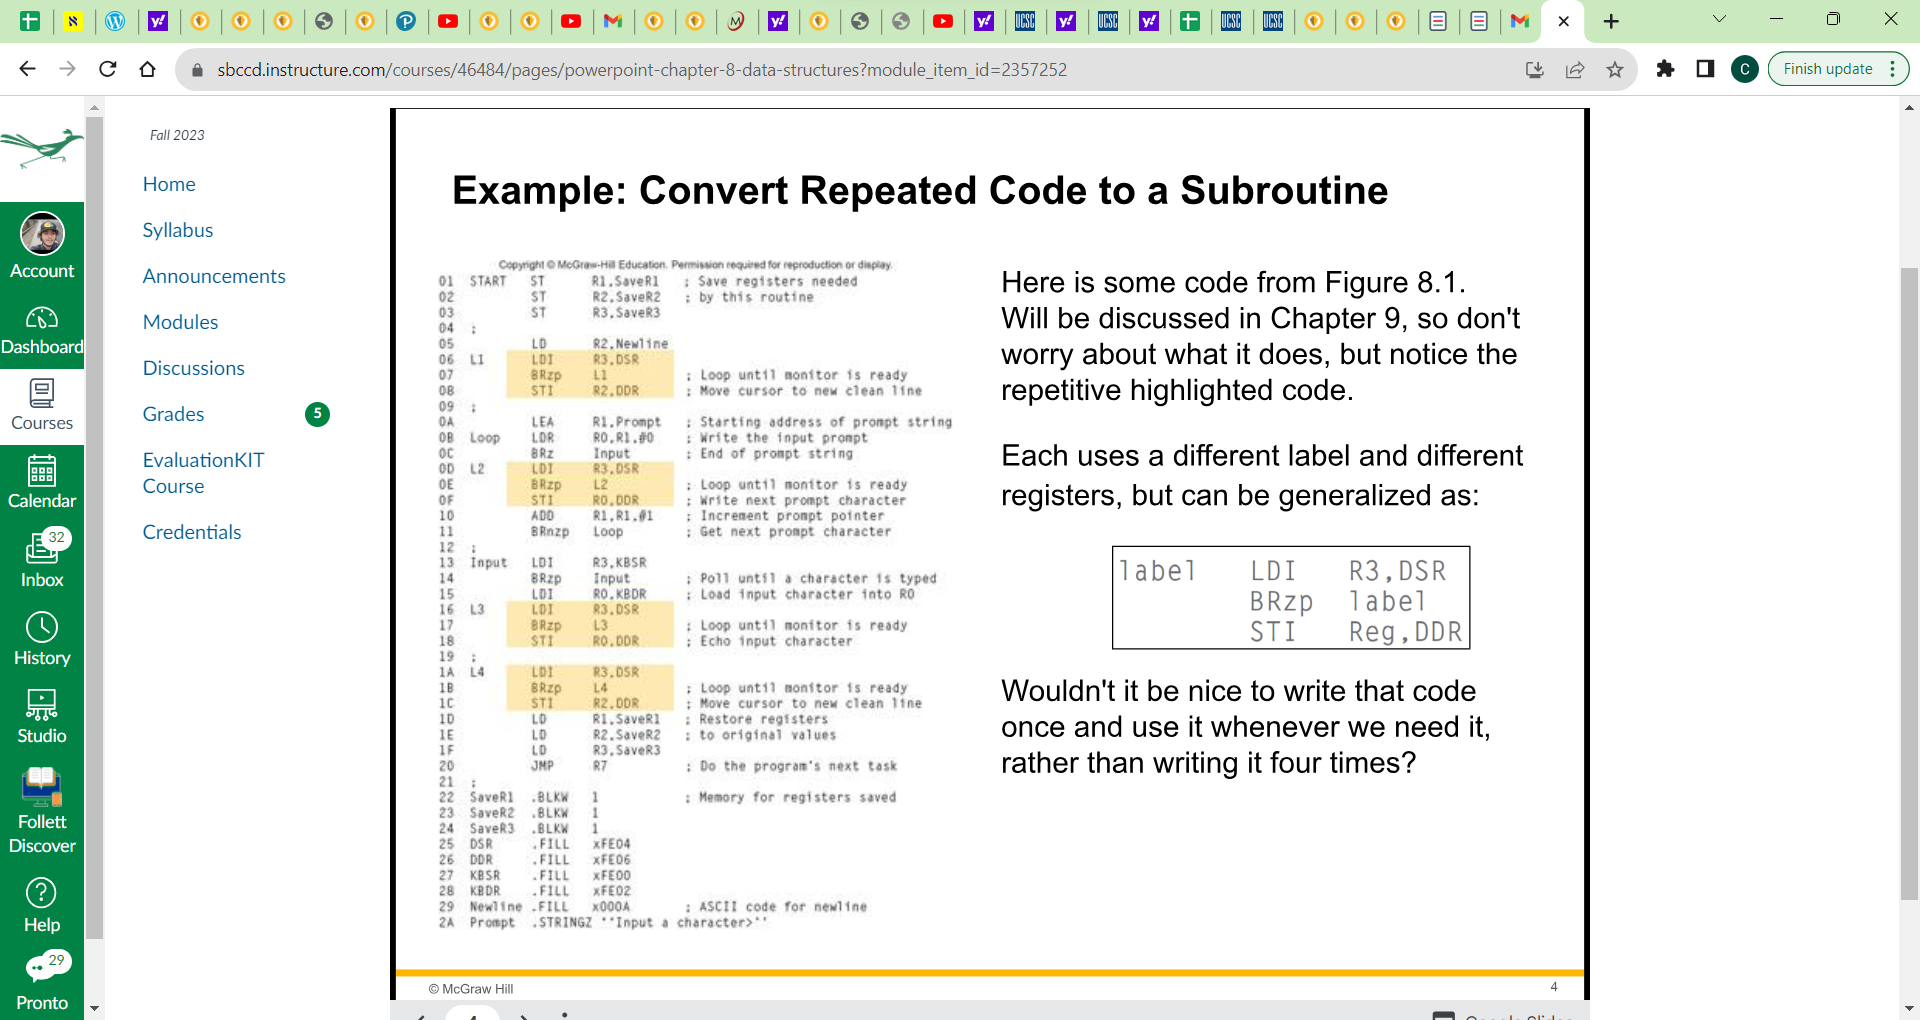 sbccd.instructure.com/courses/46484/pages/powerpoint-chapter-8-data-structures?module_item_id=2357252
C
Finish update
Account
Dashboard
Courses
Calendar
32
Inbox
History
Studio
Follett
Discover
Help
29
Pronto
Fall 2023
Home
Syllabus
Announcements
Modules
Discussions
Grades 5
EvaluationKIT
Course
Credentials
Example: Convert Repeated Code to a Subroutine
Copyright © McGraw-Hill Education. Permission required for reproduction or display.
01 START ST R1,SaveR1 ; Save registers needed
02 ST R2,SaveR2 ; by this routine
03 ST R3,SaveR3
04 ;
05 LD R2,Newline
06 L1 LDI R3,DSR
07 BRzp L1 ; Loop until monitor is ready
08 STI R2,DDR ; Move cursor to new clean line
09 ;
0A LEA R1,Prompt ; Starting address of prompt string
0B Loop LDR R0,R1,#0 ; Write the input prompt
0C BRz Input ; End of prompt string
0D L2 LDI R3,DSR
0E BRzp L2 ; Loop until monitor is ready
0F STI R0,DDR ; Write next prompt character
10 ADD R1,R1,#1 ; Increment prompt pointer
11 BRnzp Loop ; Get next prompt character
12 ;
13 Input LDI R3,KBSR
14 BRzp Input ; Poll until a character is typed
15 LDI R0,KBDR ; Load input character into R0
16 L3 LDI R3,DSR
17 BRzp L3 ; Loop until monitor is ready
18 STI R0,DDR ; Echo input character
19 ;
1A L4 LDI R3,DSR
1B BRzp L4 ; Loop until monitor is ready
1C STI R2,DDR ; Move cursor to new clean line
1D LD R1,SaveR1 ; Restore registers
1E LD R2,SaveR2 ; to original values
1F LD R3,SaveR3
20 JMP R7 ; Do the program's next task
21 ;
22 SaveR1 .BLKW 1 ; Memory for registers saved
23 SaveR2 .BLKW 1
24 SaveR3 .BLKW 1
25 DSR .FILL xFE04
26 DDR .FILL xFE06
27 KBSR .FILL xFE00
28 KBDR .FILL xFE02
29 Newline .FILL x000A ; ASCII code for newline
2A Prompt .STRINGZ ''Input a character>''
Here is some code from Figure 8.1.
Will be discussed in Chapter 9, so don't
worry about what it does, but notice the
repetitive highlighted code.
Each uses a different label and different
registers, but can be generalized as:
label LDI R3,DSR
BRzp label
STI Reg,DDR
Wouldn't it be nice to write that code
once and use it whenever we need it,
rather than writing it four times?
© McGraw Hill
4